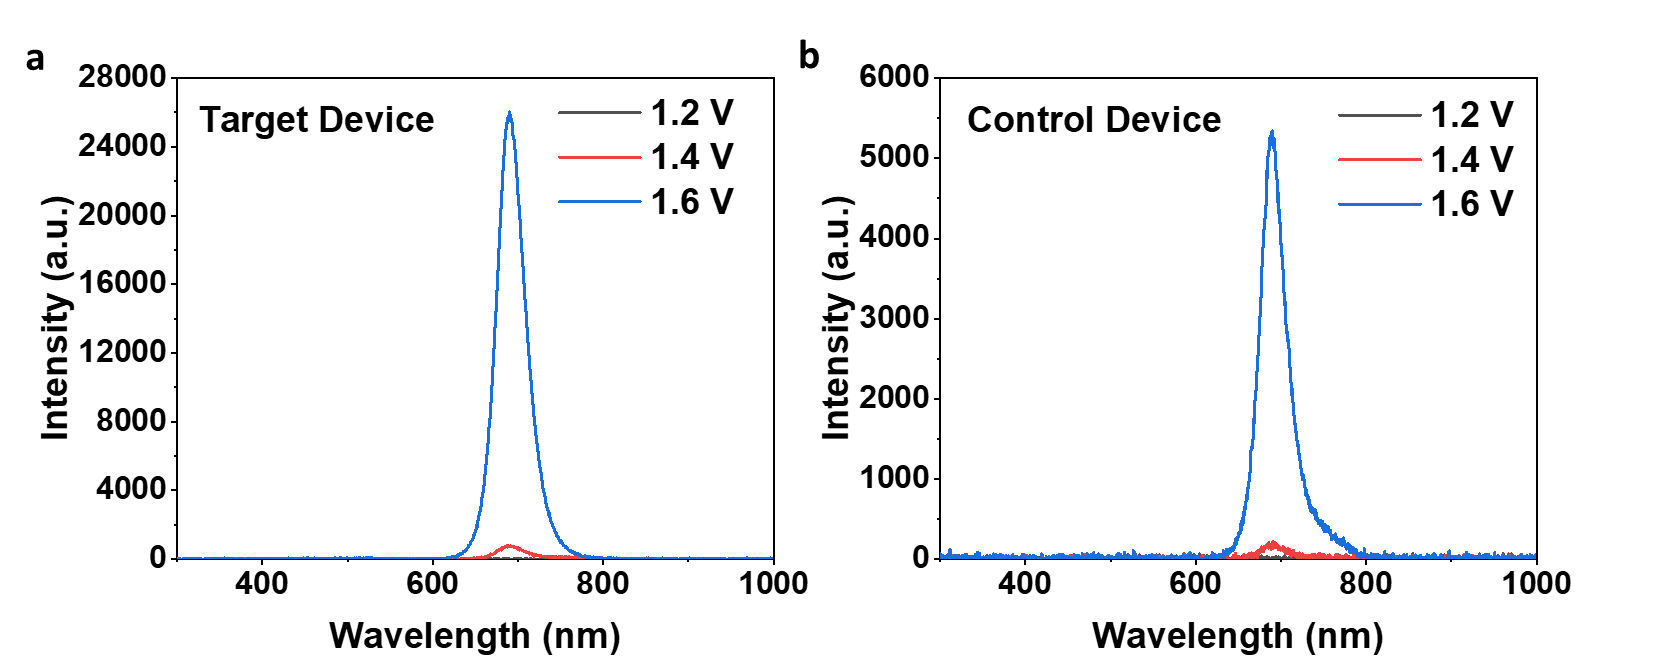 a
28000
24000
20000
16000
12000
8000
4000
0
Intensity (a.u.)
Target Device
1.2 V
1.4 V
1.6 V
400
600
800
1000
Wavelength (nm)
b
6000
5000
4000
3000
2000
1000
0
Intensity (a.u.)
Control Device
1.2 V
1.4 V
1.6 V
400
600
800
1000
Wavelength (nm)